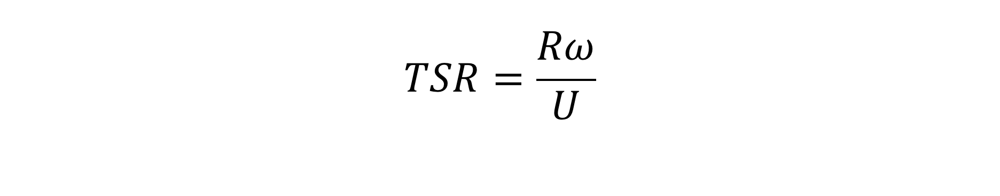 TSR = Rω / U